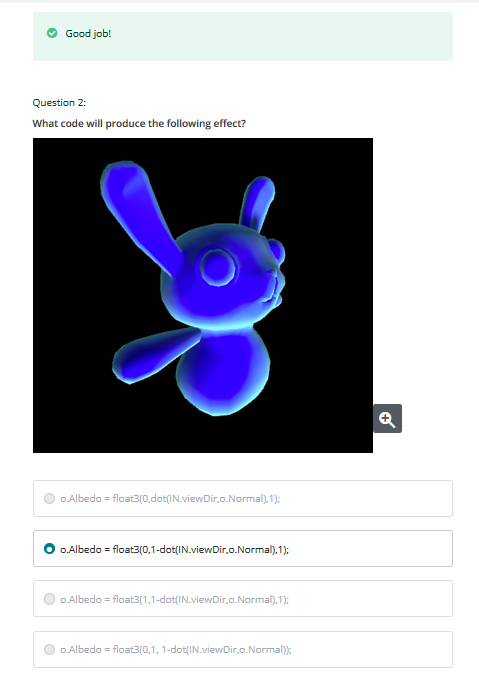 Good job!
Question 2:
What code will produce the following effect?
o.Albedo = float3(0,dot(IN.viewDir,o.Normal),1);
o.Albedo = float3(0,1-dot(IN.viewDir,o.Normal),1);
o.Albedo = float3(1,1-dot(IN.viewDir,o.Normal),1);
o.Albedo = float3(0,1, 1-dot(IN.viewDir,o.Normal));